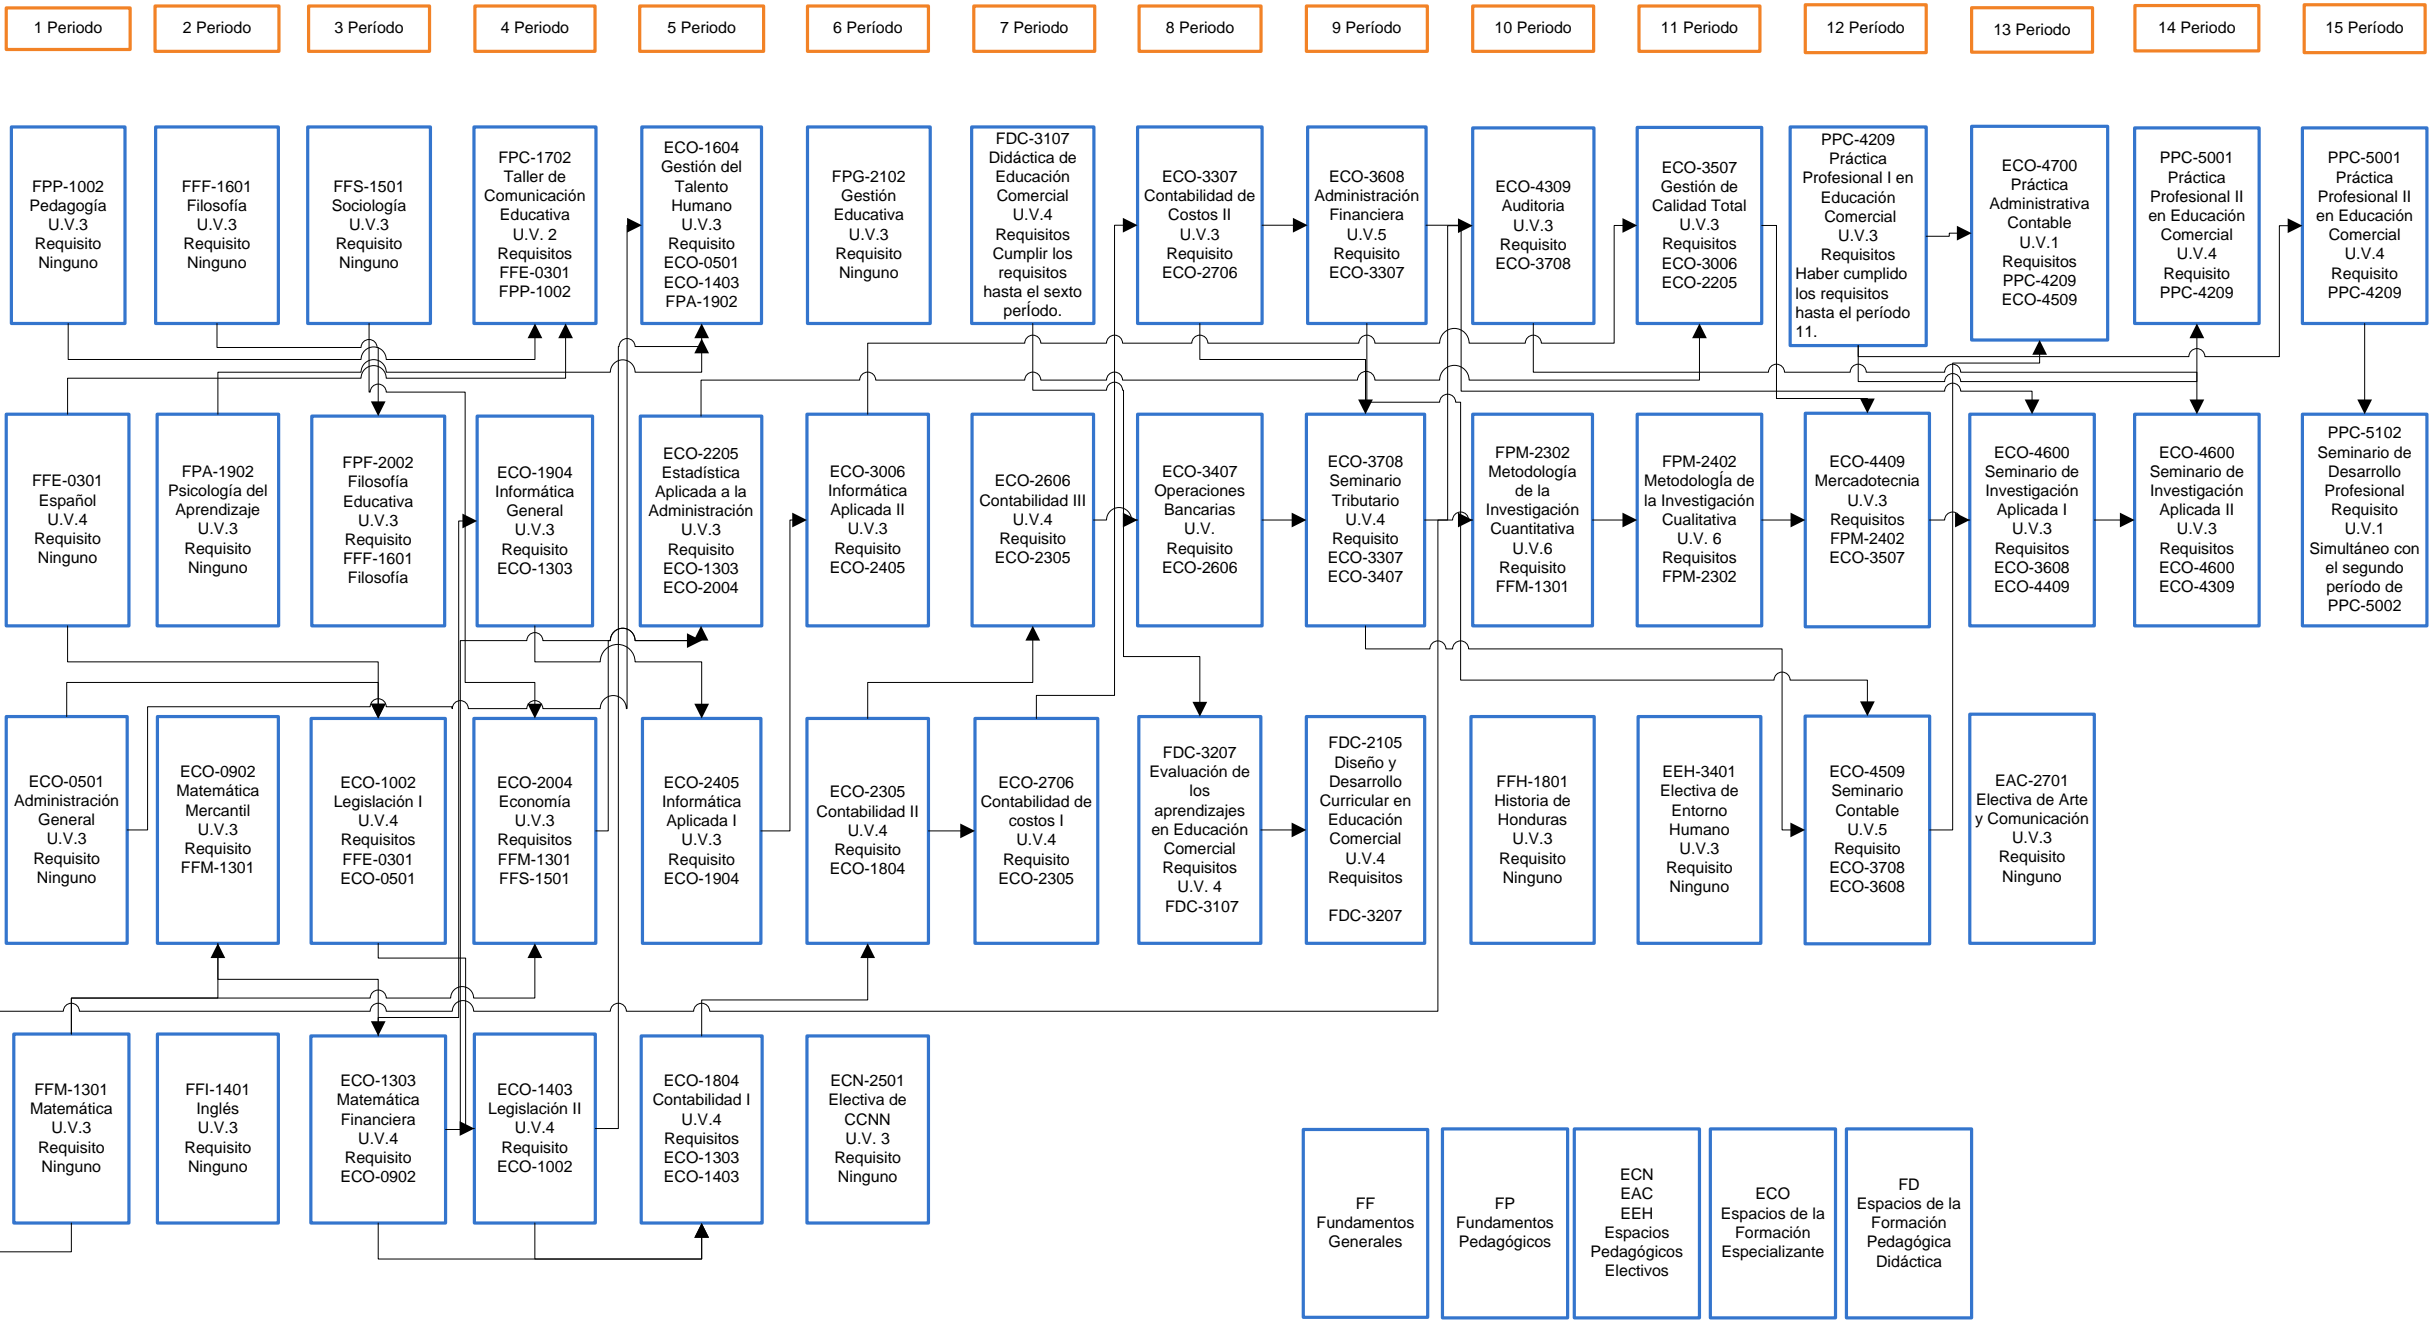 1 Periodo
2 Periodo
3 Período
4 Periodo
5 Periodo
6 Período
7 Periodo
8 Periodo
9 Período
10 Periodo
11 Periodo
12 Período
13 Periodo
14 Periodo
15 Período
FPP-1002
Pedagogía
U.V.3
Requisito
Ninguno
FFF-1601
Filosofía
U.V.3
Requisito
Ninguno
FFS-1501
Sociología
U.V.3
Requisito
Ninguno
FPC-1702
Taller de
Comunicación
Educativa
U.V. 2
Requisitos
FFE-0301
FPP-1002
ECO-1604
Gestión del
Talento
Humano
U.V.3
Requisito
ECO-0501
ECO-1403
FPA-1902
FPG-2102
Gestión
Educativa
U.V.3
Requisito
Ninguno
FDC-3107
Didáctica de
Educación
Comercial
U.V.4
Requisitos
Cumplir los
requisitos
hasta el sexto
perÍodo.
ECO-3307
Contabilidad de
Costos II
U.V.3
Requisito
ECO-2706
ECO-3608
Administración
Financiera
U.V.5
Requisito
ECO-3307
ECO-4309
Auditoria
U.V.3
Requisito
ECO-3708
ECO-3507
Gestión de
Calidad Total
U.V.3
Requisitos
ECO-3006
ECO-2205
PPC-4209
Práctica
Profesional I en
Educación
Comercial
U.V.3
Requisitos
Haber cumplido
los requisitos
hasta el período
11.
ECO-4700
Práctica
Administrativa
Contable
U.V.1
Requisitos
PPC-4209
ECO-4509
PPC-5001
Práctica
Profesional II
en Educación
Comercial
U.V.4
Requisito
PPC-4209
PPC-5001
Práctica
Profesional II
en Educación
Comercial
U.V.4
Requisito
PPC-4209
FFE-0301
Español
U.V.4
Requisito
Ninguno
FPA-1902
Psicología del
Aprendizaje
U.V.3
Requisito
Ninguno
FPF-2002
Filosofía
Educativa
U.V.3
Requisito
FFF-1601
Filosofía
ECO-1904
Informática
General
U.V.3
Requisito
ECO-1303
ECO-2205
Estadística
Aplicada a la
Administración
U.V.3
Requisito
ECO-1303
ECO-2004
ECO-3006
Informática
Aplicada II
U.V.3
Requisito
ECO-2405
ECO-2606
Contabilidad III
U.V.4
Requisito
ECO-2305
ECO-3407
Operaciones
Bancarias
U.V.
Requisito
ECO-2606
ECO-3708
Seminario
Tributario
U.V.4
Requisito
ECO-3307
ECO-3407
FPM-2302
Metodología
de la
Investigación
Cuantitativa
U.V.6
Requisito
FFM-1301
FPM-2402
Metodología de
la Investigación
Cualitativa
U.V. 6
Requisitos
FPM-2302
ECO-4409
Mercadotecnia
U.V.3
Requisitos
FPM-2402
ECO-3507
ECO-4600
Seminario de
Investigación
Aplicada I
U.V.3
Requisitos
ECO-3608
ECO-4409
ECO-4600
Seminario de
Investigación
Aplicada II
U.V.3
Requisitos
ECO-4600
ECO-4309
PPC-5102
Seminario de
Desarrollo
Profesional
Requisito
U.V.1
Simultáneo con
el segundo
período de
PPC-5002
ECO-0501
Administración
General
U.V.3
Requisito
Ninguno
ECO-0902
Matemática
Mercantil
U.V.3
Requisito
FFM-1301
ECO-1002
Legislación I
U.V.4
Requisitos
FFE-0301
ECO-0501
ECO-2004
Economía
U.V.3
Requisitos
FFM-1301
FFS-1501
ECO-2405
Informática
Aplicada I
U.V.3
Requisito
ECO-1904
ECO-2305
Contabilidad II
U.V.4
Requisito
ECO-1804
ECO-2706
Contabilidad de
costos I
U.V.4
Requisito
ECO-2305
FDC-3207
Evaluación de
los
aprendizajes
en Educación
Comercial
Requisitos
U.V. 4
FDC-3107
FDC-2105
Diseño y
Desarrollo
Curricular en
Educación
Comercial
U.V.4
Requisitos
FDC-3207
FFH-1801
Historia de
Honduras
U.V.3
Requisito
Ninguno
EEH-3401
Electiva de
Entorno
Humano
U.V.3
Requisito
Ninguno
ECO-4509
Seminario
Contable
U.V.5
Requisito
ECO-3708
ECO-3608
EAC-2701
Electiva de Arte
y Comunicación
U.V.3
Requisito
Ninguno
FFM-1301
Matemática
U.V.3
Requisito
Ninguno
FFI-1401
Inglés
U.V.3
Requisito
Ninguno
ECO-1303
Matemática
Financiera
U.V.4
Requisito
ECO-0902
ECO-1403
Legislación II
U.V.4
Requisito
ECO-1002
ECO-1804
Contabilidad I
U.V.4
Requisitos
ECO-1303
ECO-1403
ECN-2501
Electiva de
CCNN
U.V. 3
Requisito
Ninguno
FF
Fundamentos
Generales
FP
Fundamentos
Pedagógicos
ECN
EAC
EEH
Espacios
Pedagógicos
Electivos
ECO
Espacios de la
Formación
Especializante
FD
Espacios de la
Formación
Pedagógica
Didáctica